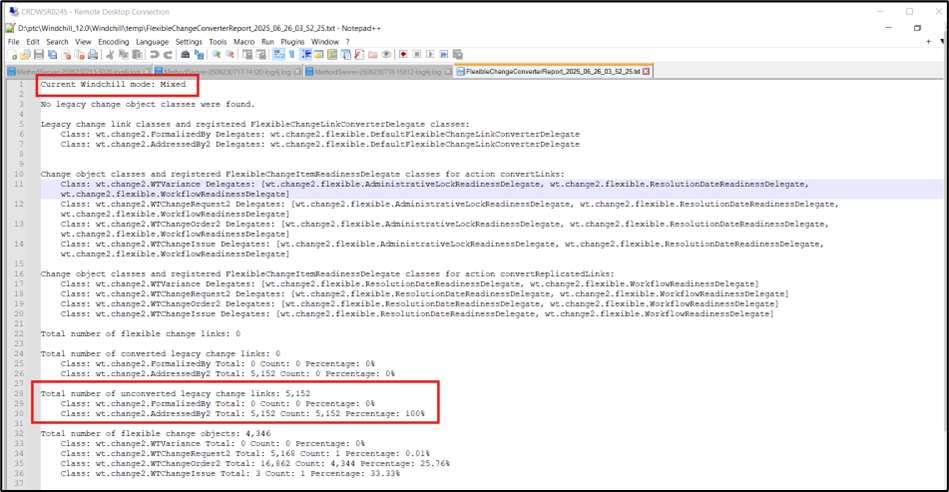 CRDWSR0245 - Remote Desktop Connection
D:\ptc\Windchill_12.0\Windchill\temp\FlexibleChangeConverterReport_2025_06_26_03_52_25.txt - Notepad++
File Edit Search View Encoding Language Settings Tools Macro Run Plugins Window ?
FlexibleChangeConverterReport_2025_06_26_03_52_25.txt
1 Current Windchill mode: Mixed
2
3 No legacy change object classes were found.
4
5 Legacy change link classes and registered FlexibleChangeLinkConverterDelegate classes:
6 Class: wt.change2.FormalizedBy Delegates: wt.change2.flexible.DefaultFlexibleChangeLinkConverterDelegate
7 Class: wt.change2.AddressedBy2 Delegates: wt.change2.flexible.DefaultFlexibleChangeLinkConverterDelegate
8
9
10 Change object classes and registered FlexibleChangeItemReadinessDelegate classes for action convertLinks:
11 Class: wt.change2.WTVariance Delegates: [wt.change2.flexible.AdministrativeLockReadinessDelegate, wt.change2.flexible.ResolutionDateReadinessDelegate,
wt.change2.flexible.WorkflowReadinessDelegate]
12 Class: wt.change2.WTChangeRequest2 Delegates: [wt.change2.flexible.AdministrativeLockReadinessDelegate, wt.change2.flexible.ResolutionDateReadinessDelegate,
wt.change2.flexible.WorkflowReadinessDelegate]
13 Class: wt.change2.WTChangeOrder2 Delegates: [wt.change2.flexible.AdministrativeLockReadinessDelegate, wt.change2.flexible.ResolutionDateReadinessDelegate,
wt.change2.flexible.WorkflowReadinessDelegate]
14 Class: wt.change2.WTChangeIssue Delegates: [wt.change2.flexible.AdministrativeLockReadinessDelegate, wt.change2.flexible.ResolutionDateReadinessDelegate,
wt.change2.flexible.WorkflowReadinessDelegate]
15
16 Change object classes and registered FlexibleChangeItemReadinessDelegate classes for action convertReplicatedLinks:
17 Class: wt.change2.WTVariance Delegates: [wt.change2.flexible.ResolutionDateReadinessDelegate, wt.change2.flexible.WorkflowReadinessDelegate]
18 Class: wt.change2.WTChangeRequest2 Delegates: [wt.change2.flexible.ResolutionDateReadinessDelegate, wt.change2.flexible.WorkflowReadinessDelegate]
19 Class: wt.change2.WTChangeOrder2 Delegates: [wt.change2.flexible.ResolutionDateReadinessDelegate, wt.change2.flexible.WorkflowReadinessDelegate]
20 Class: wt.change2.WTChangeIssue Delegates: [wt.change2.flexible.ResolutionDateReadinessDelegate, wt.change2.flexible.WorkflowReadinessDelegate]
21
22 Total number of flexible change links: 0
23
24 Total number of converted legacy change links: 0
25 Class: wt.change2.FormalizedBy Total: 0 Count: 0 Percentage: 0%
26 Class: wt.change2.AddressedBy2 Total: 5,152 Count: 0 Percentage: 0%
27
28 Total number of unconverted legacy change links: 5,152
29 Class: wt.change2.FormalizedBy Total: 0 Count: 0 Percentage: 0%
30 Class: wt.change2.AddressedBy2 Total: 5,152 Count: 5,152 Percentage: 100%
31
32 Total number of flexible change objects: 4,346
33 Class: wt.change2.WTVariance Total: 0 Count: 0 Percentage: 0%
34 Class: wt.change2.WTChangeRequest2 Total: 5,168 Count: 1 Percentage: 0.01%
35 Class: wt.change2.WTChangeOrder2 Total: 16,862 Count: 4,344 Percentage: 25.76%
36 Class: wt.change2.WTChangeIssue Total: 3 Count: 1 Percentage: 33.33%
37